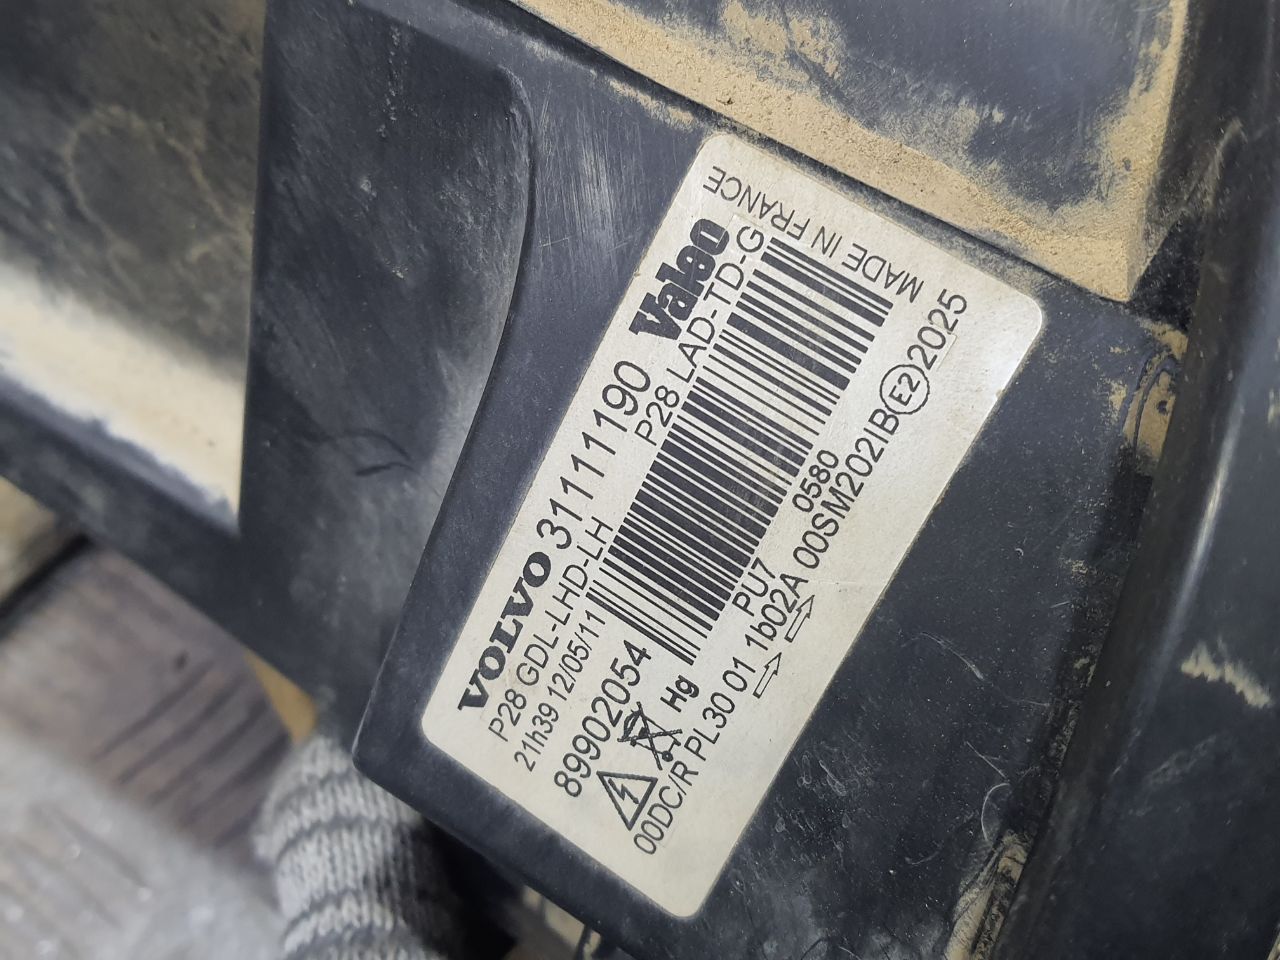 VOLVO 31111190 Valeo
P28 GDL-LHD-LH P28 LAD-TD-G
21h39 12/05/11
89902054
MADE IN FRANCE
Hg PU7 0580
00DC/R PL30 01 1b02A 00SM202IB E2 2025